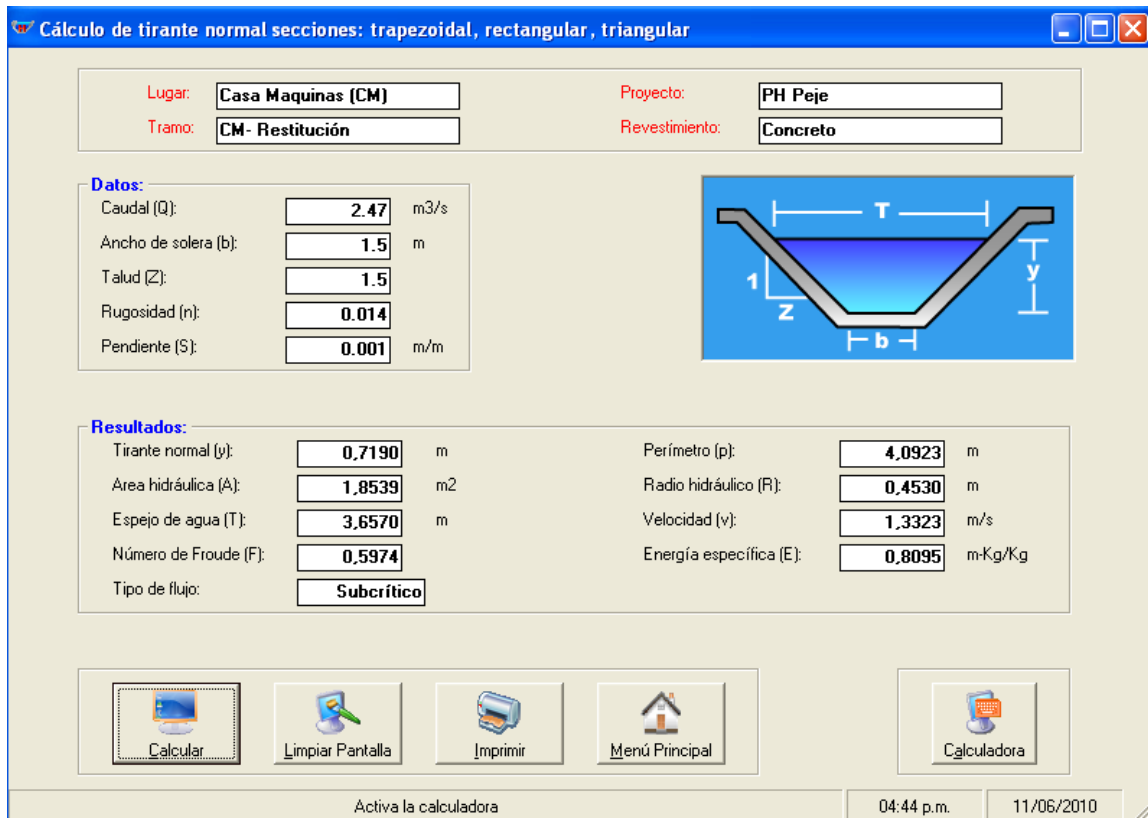 Cálculo de tirante normal secciones: trapezoidal, rectangular, triangular
Lugar: Casa Maquinas (CM) Proyecto: PH Peje
Tramo: CM- Restitución Revestimiento: Concreto
Datos:
Caudal (Q): 2.47 m3/s
Ancho de solera (b): 1.5 m
Talud (Z): 1.5
Rugosidad (n): 0.014
Pendiente (S): 0.001 m/m
T
y
1
Z
b
Resultados:
Tirante normal (y): 0,7190 m Perímetro (p): 4,0923 m
Area hidráulica (A): 1,8539 m2 Radio hidráulico (R): 0,4530 m
Espejo de agua (T): 3,6570 m Velocidad (v): 1,3323 m/s
Número de Froude (F): 0,5974 Energía específica (E): 0,8095 m-Kg/Kg
Tipo de flujo: Subcrítico
Calcular Limpiar Pantalla Imprimir Menú Principal Calculadora
Activa la calculadora 04:44 p.m. 11/06/2010